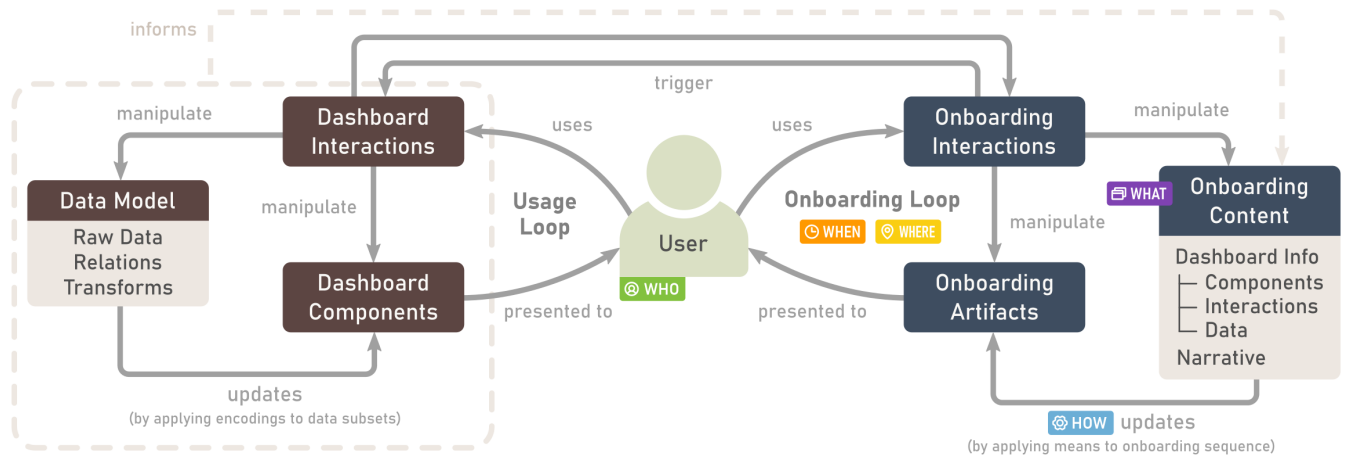 informs
trigger
manipulate
Dashboard
Interactions
uses
uses
Onboarding
Interactions
manipulate
Data Model
Raw Data
Relations
Transforms
manipulate
Usage
Loop
User
WHO
Onboarding Loop
WHEN
WHERE
manipulate
WHAT
Onboarding
Content
Dashboard Info
Components
Interactions
Data
Narrative
Dashboard
Components
presented to
presented to
Onboarding
Artifacts
updates
(by applying encodings to data subsets)
HOW updates
(by applying means to onboarding sequence)